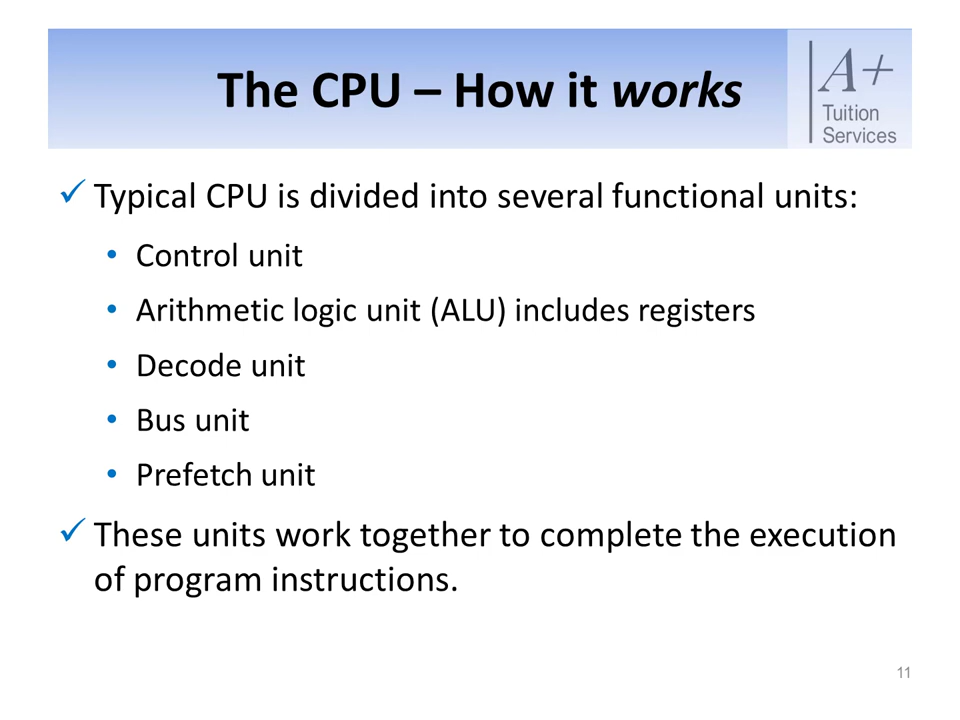 The CPU – How it works
A+
Tuition
Services
✓ Typical CPU is divided into several functional units:
• Control unit
• Arithmetic logic unit (ALU) includes registers
• Decode unit
• Bus unit
• Prefetch unit
✓ These units work together to complete the execution
of program instructions.
11